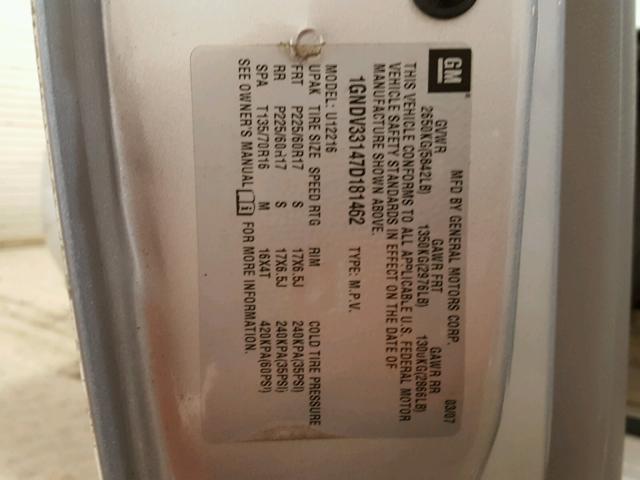 GM
MFD BY GENERAL MOTORS CORP. 03/07
GVWR GAWR FRT GAWR RR
2650KG(5842LB) 1350KG(2976LB) 1300KG(2866LB)
THIS VEHICLE CONFORMS TO ALL APPLICABLE U.S. FEDERAL MOTOR
VEHICLE SAFETY STANDARDS IN EFFECT ON THE DATE OF
MANUFACTURE SHOWN ABOVE.
1GNDV33147D181462 TYPE: M.P.V.
MODEL: U12216
UPAK TIRE SIZE SPEED RTG RIM COLD TIRE PRESSURE
FRT P225/60R17 S 17X6.5J 240KPA(35PSI)
RR P225/60R17 S 17X6.5J 240KPA(35PSI)
SPA T135/70R16 M 16X4T 420KPA(60PSI)
SEE OWNER'S MANUAL FOR MORE INFORMATION.